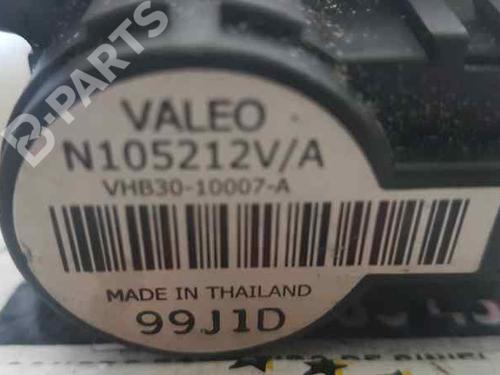 B-PARTS
VALEO
N105212V/A
VHB30-10007-A
MADE IN THAILAND
99J1D